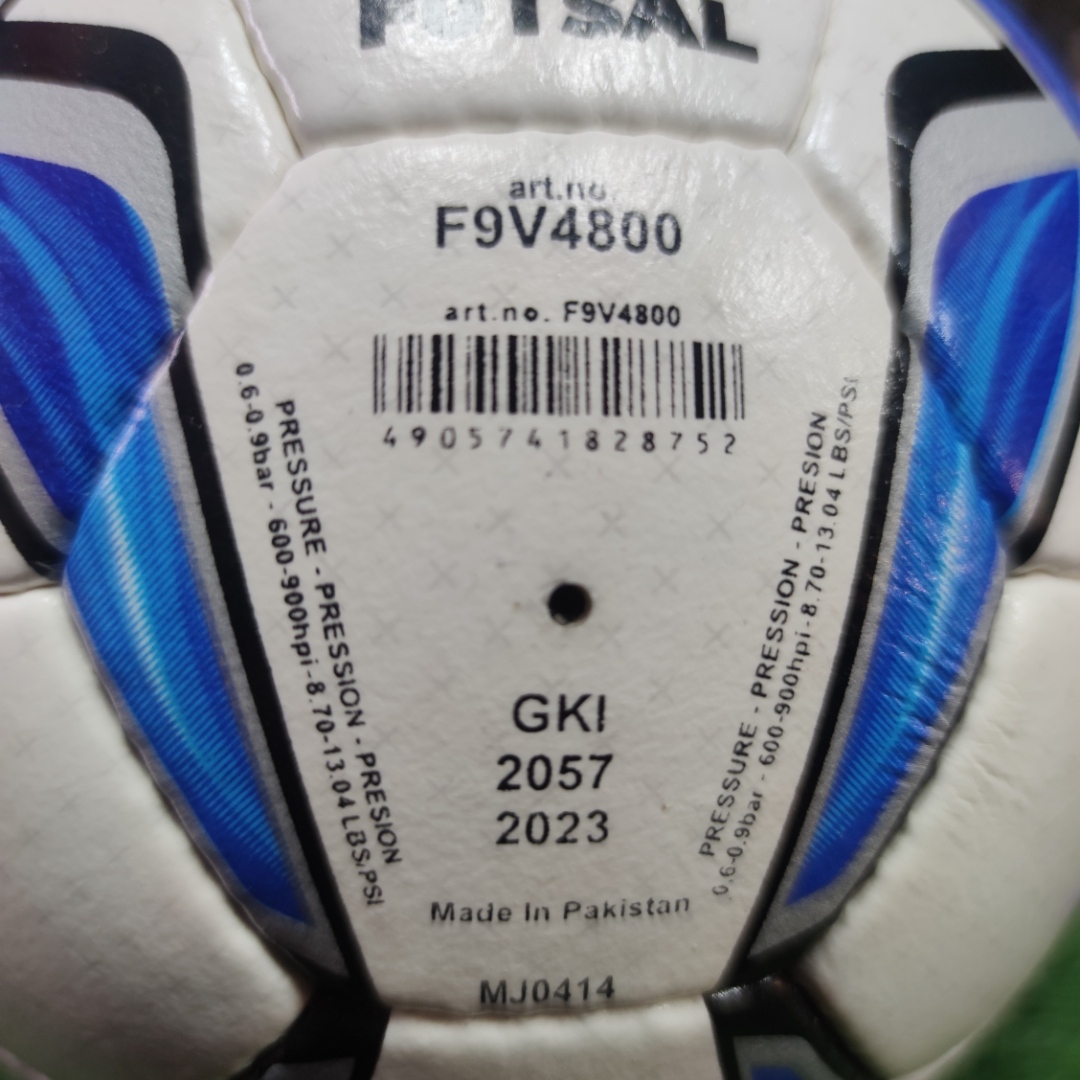 FUTSAL
art.no.
F9V4800
art.no. F9V4800
4905741828752
PRESSURE - PRESSION - PRESION
0.6-0.9bar - 600-900hpi-8.70-13.04 LBS/PSI
PRESSURE - PRESSION - PRESION
0.6-0.9bar - 600-900hpi-8.70-13.04 LBS/PSI
GKI
2057
2023
Made In Pakistan
MJ0414